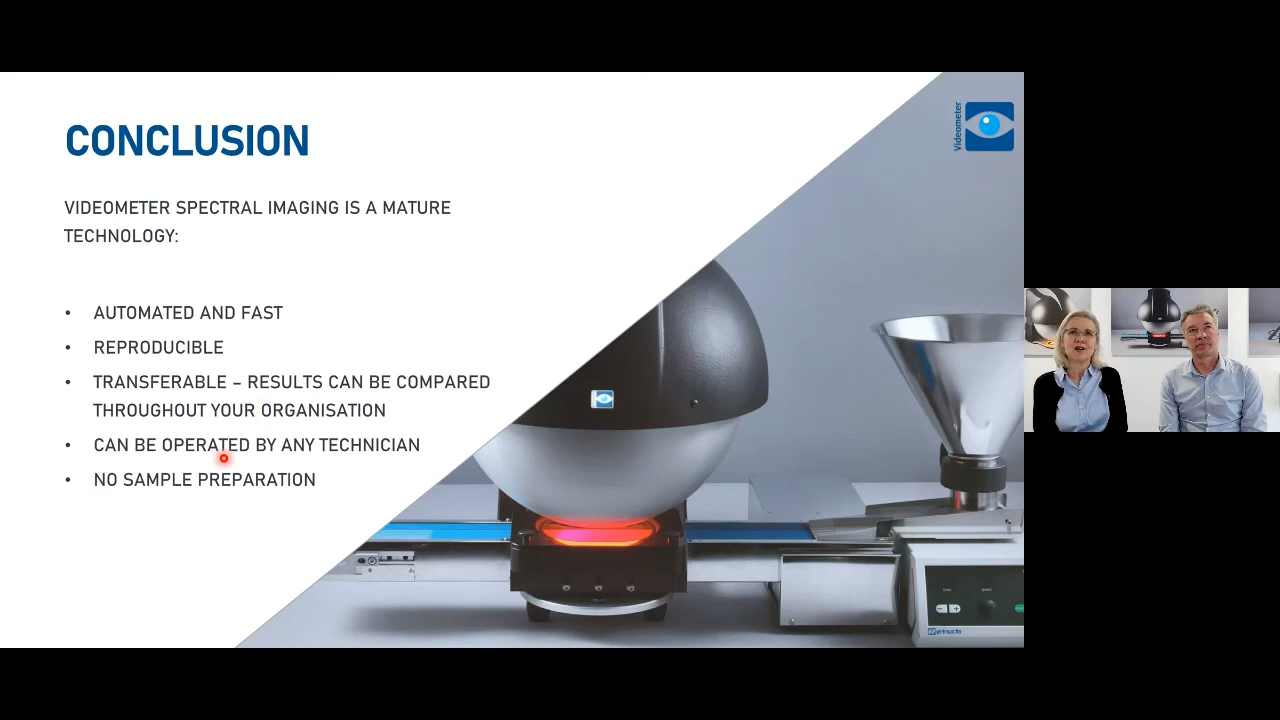 CONCLUSION
VIDEOMETER SPECTRAL IMAGING IS A MATURE
TECHNOLOGY:
• AUTOMATED AND FAST
• REPRODUCIBLE
• TRANSFERABLE – RESULTS CAN BE COMPARED
THROUGHOUT YOUR ORGANISATION
• CAN BE OPERATED BY ANY TECHNICIAN
• NO SAMPLE PREPARATION
Videometer
Retsch